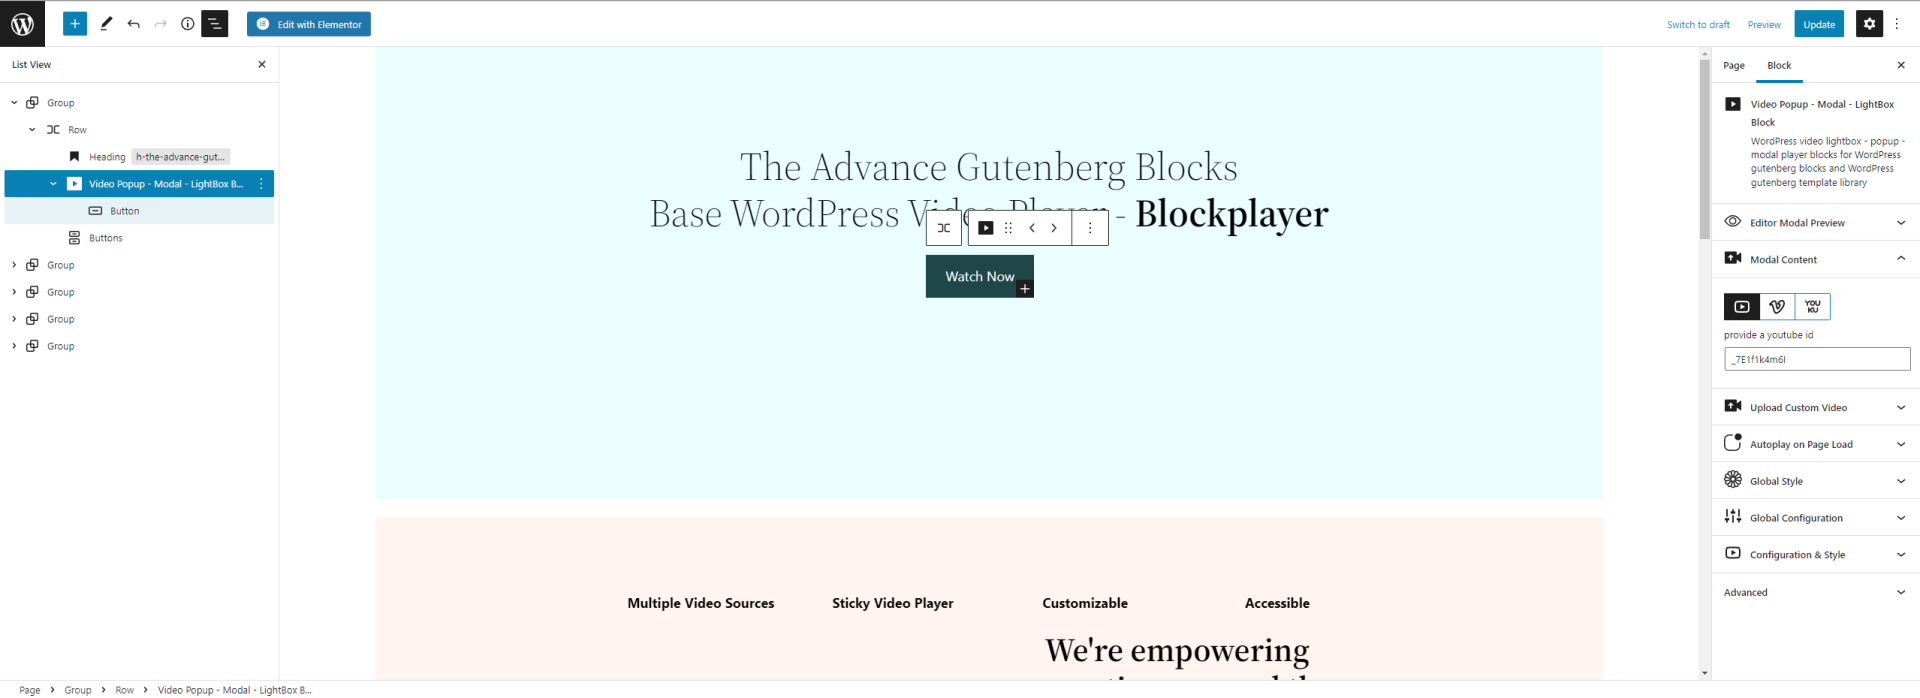 Edit with Elementor
Switch to draft
Preview
Update
List View
Group
Row
Heading
h-the-advance-gut...
Video Popup - Modal - LightBox B...
Button
Buttons
Group
Group
Group
Group
The Advance Gutenberg Blocks
Base WordPress Video Player - Blockplayer
Watch Now
Multiple Video Sources
Sticky Video Player
Customizable
Accessible
We're empowering
Page
Block
Video Popup - Modal - LightBox
Block
WordPress video lightbox - popup -
modal player blocks for WordPress
gutenberg blocks and WordPress
gutenberg template library
Editor Modal Preview
Modal Content
YOU
KU
provide a youtube id
_7E1f1k4m6I
Upload Custom Video
Autoplay on Page Load
Global Style
Global Configuration
Configuration & Style
Advanced
Page
Group
Row
Video Popup - Modal - LightBox B...